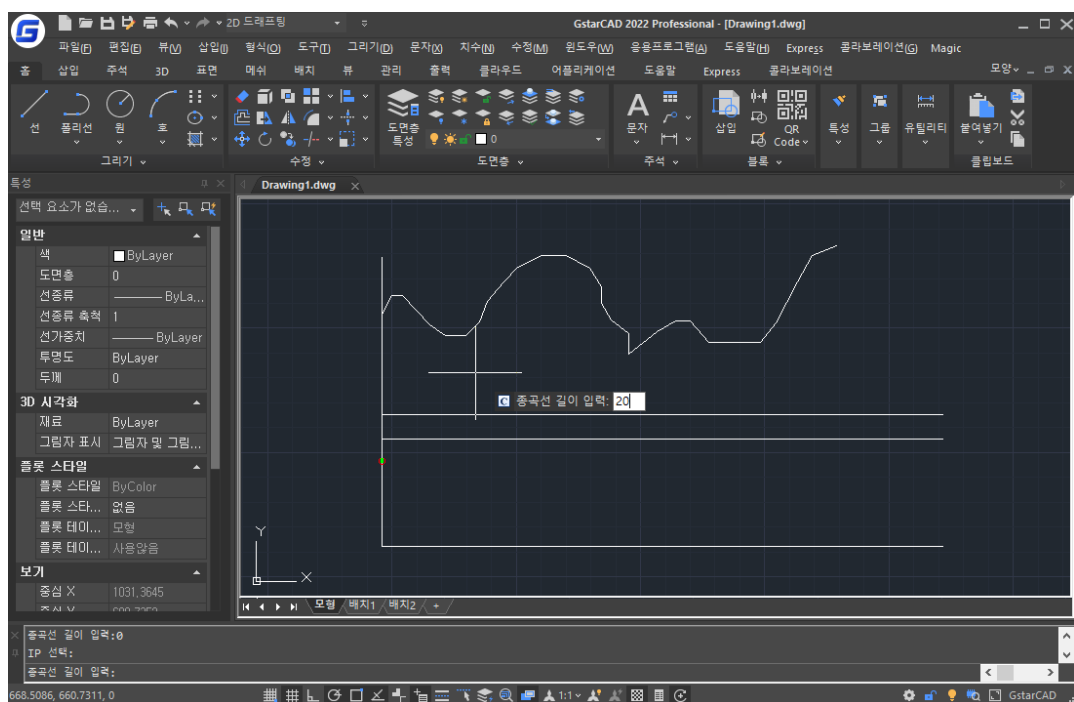 2D 드래프팅
GstarCAD 2022 Professional - [Drawing1.dwg]
파일(F) 편집(E) 뷰(V) 삽입(I) 형식(O) 도구(T) 그리기(D) 문자(X) 치수(N) 수정(M) 윈도우(W) 응용프로그램(A) 도움말(H) Express 콜라보레이션(G) Magic
홈 삽입 주석 3D 표면 메쉬 배치 뷰 관리 출력 클라우드 어플리케이션 도움말 Express 콜라보레이션 모양
선 폴리선 원 호
도면층 특성
0
문자
삽입
QR Code
특성 그룹 유틸리티 붙여넣기
그리기 수정 도면층 주석 블록 클립보드
특성
Drawing1.dwg
선택 요소가 없습...
일반
색 ByLayer
도면층 0
선종류 ByLa...
선종류 축척 1
선가중치 ByLayer
투명도 ByLayer
두께 0
3D 시각화
재료 ByLayer
그림자 표시 그림자 및 그림...
플롯 스타일
플롯 스타일 ByColor
플롯 스타... 없음
플롯 테이... 모형
플롯 테이... 사용않음
보기
중심 X 1031,3645
종곡선 길이 입력: 20
Y
X
모형 배치1 배치2 +
종곡선 길이 입력:0
IP 선택:
종곡선 길이 입력:
668.5086, 660.7311, 0
1:1
GstarCAD